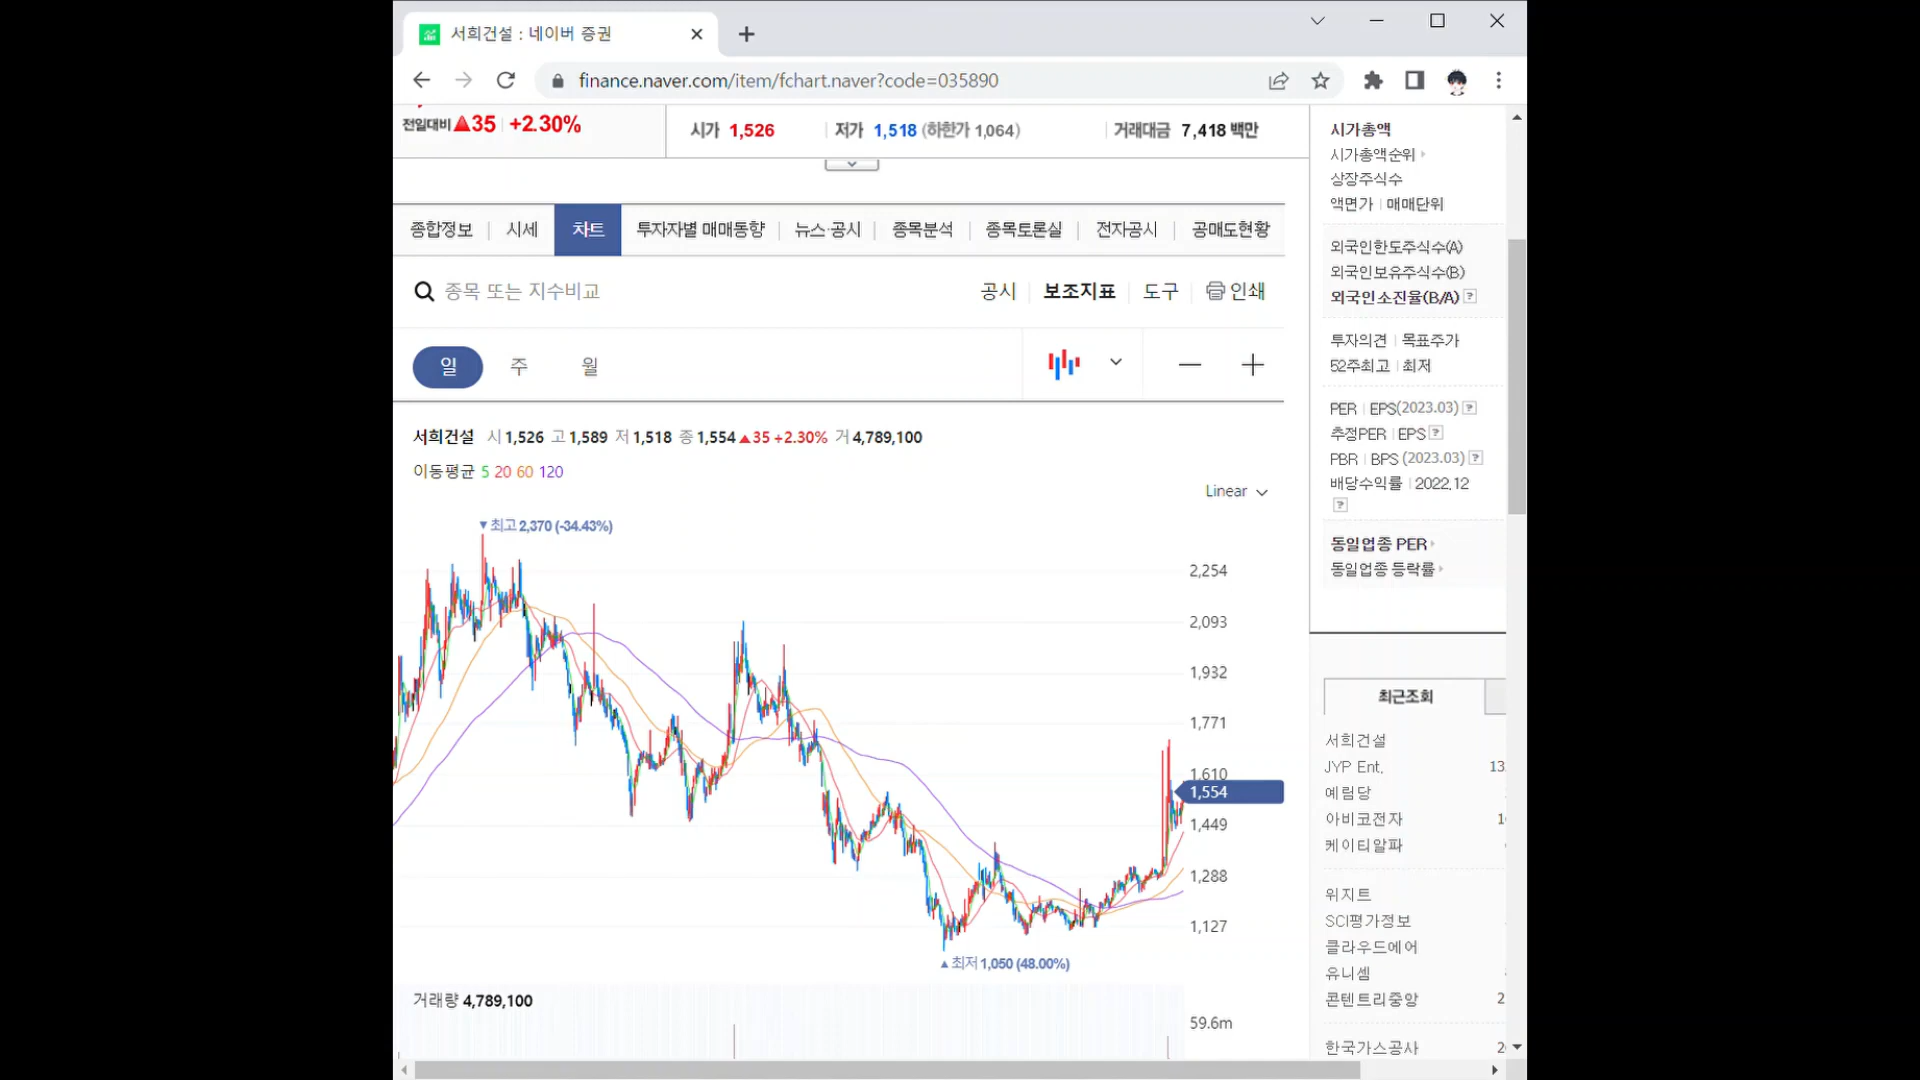 서희건설 : 네이버 증권
finance.naver.com/item/fchart.naver?code=035890
전일대비 ▲35 +2.30%
시가 1,526 저가 1,518 (하한가 1,064) 거래대금 7,418 백만
종합정보 시세 차트 투자자별 매매동향 뉴스·공시 종목분석 종목토론실 전자공시 공매도현황
종목 또는 지수비교 공시 보조지표 도구 인쇄
일 주 월
서희건설 시 1,526 고 1,589 저 1,518 종 1,554 ▲35 +2.30% 거 4,789,100
이동평균 5 20 60 120
Linear
▼최고 2,370 (-34.43%)
2,254
2,093
1,932
1,771
1,610
1,554
1,449
1,288
1,127
▲최저 1,050 (48.00%)
거래량 4,789,100
59.6m
시가총액
시가총액순위
상장주식수
액면가 매매단위
외국인한도주식수(A)
외국인보유주식수(B)
외국인소진율(B/A) ?
투자의견 목표주가
52주최고 최저
PER EPS(2023.03) ?
추정PER EPS ?
PBR BPS (2023.03) ?
배당수익률 2022.12
?
동일업종 PER
동일업종 등락률
최근조회
서희건설
JYP Ent. 13
예림당
아비코전자 1
케이티알파
위지트
SCI평가정보
클라우드에어
유니셈
콘텐트리중앙 2
한국가스공사 2